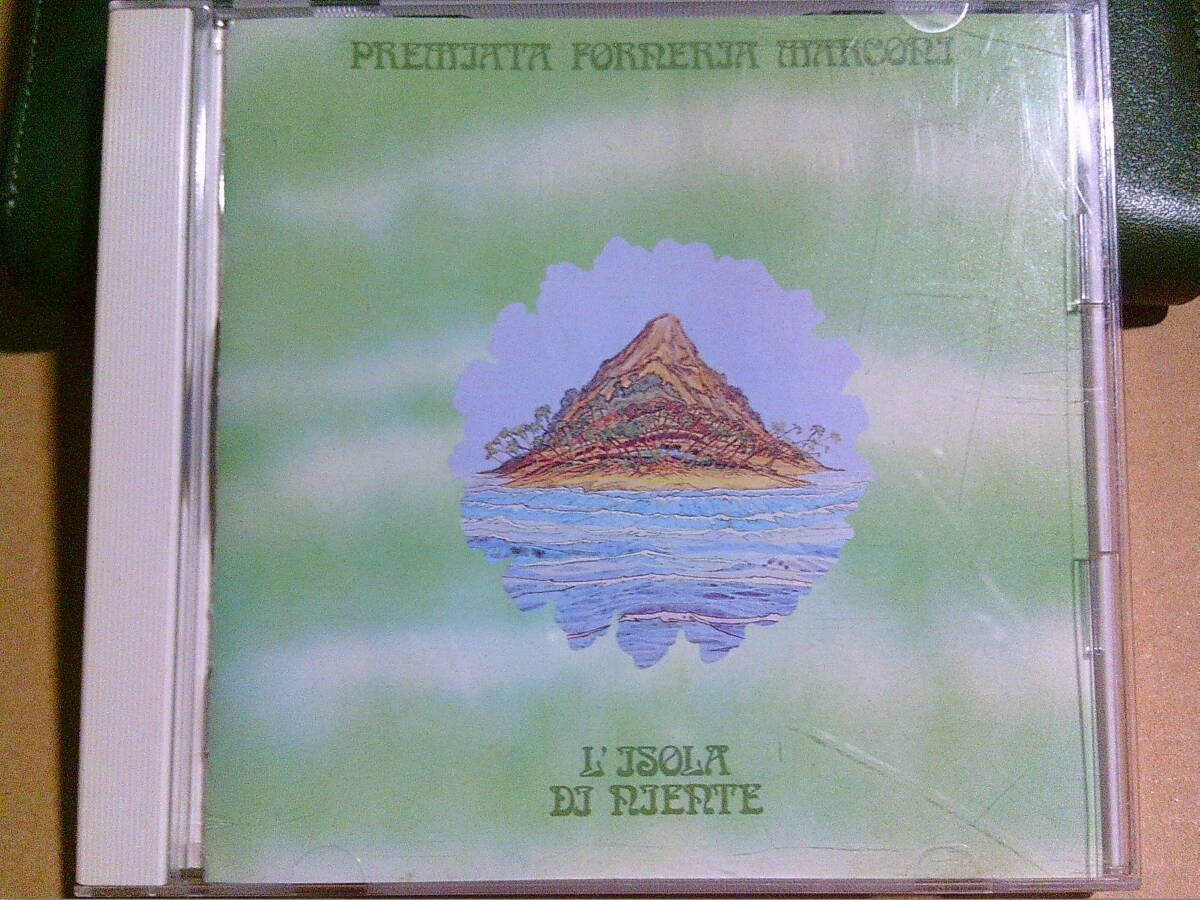 PREMIATA FORNERIA MARCONI
L' ISOLA
DI NIENTE